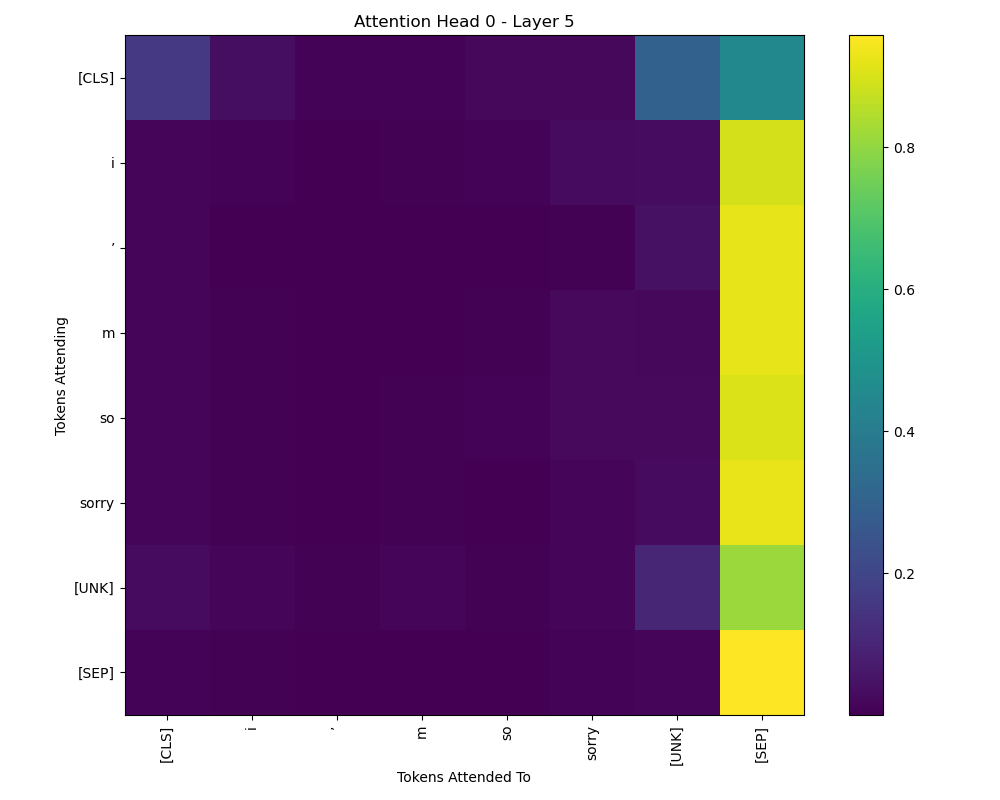 Attention Head 0 - Layer 5
Tokens Attending
[CLS]
i
’
m
so
sorry
[UNK]
[SEP]
[CLS]
i
’
m
so
sorry
[UNK]
[SEP]
Tokens Attended To
0.8
0.6
0.4
0.2